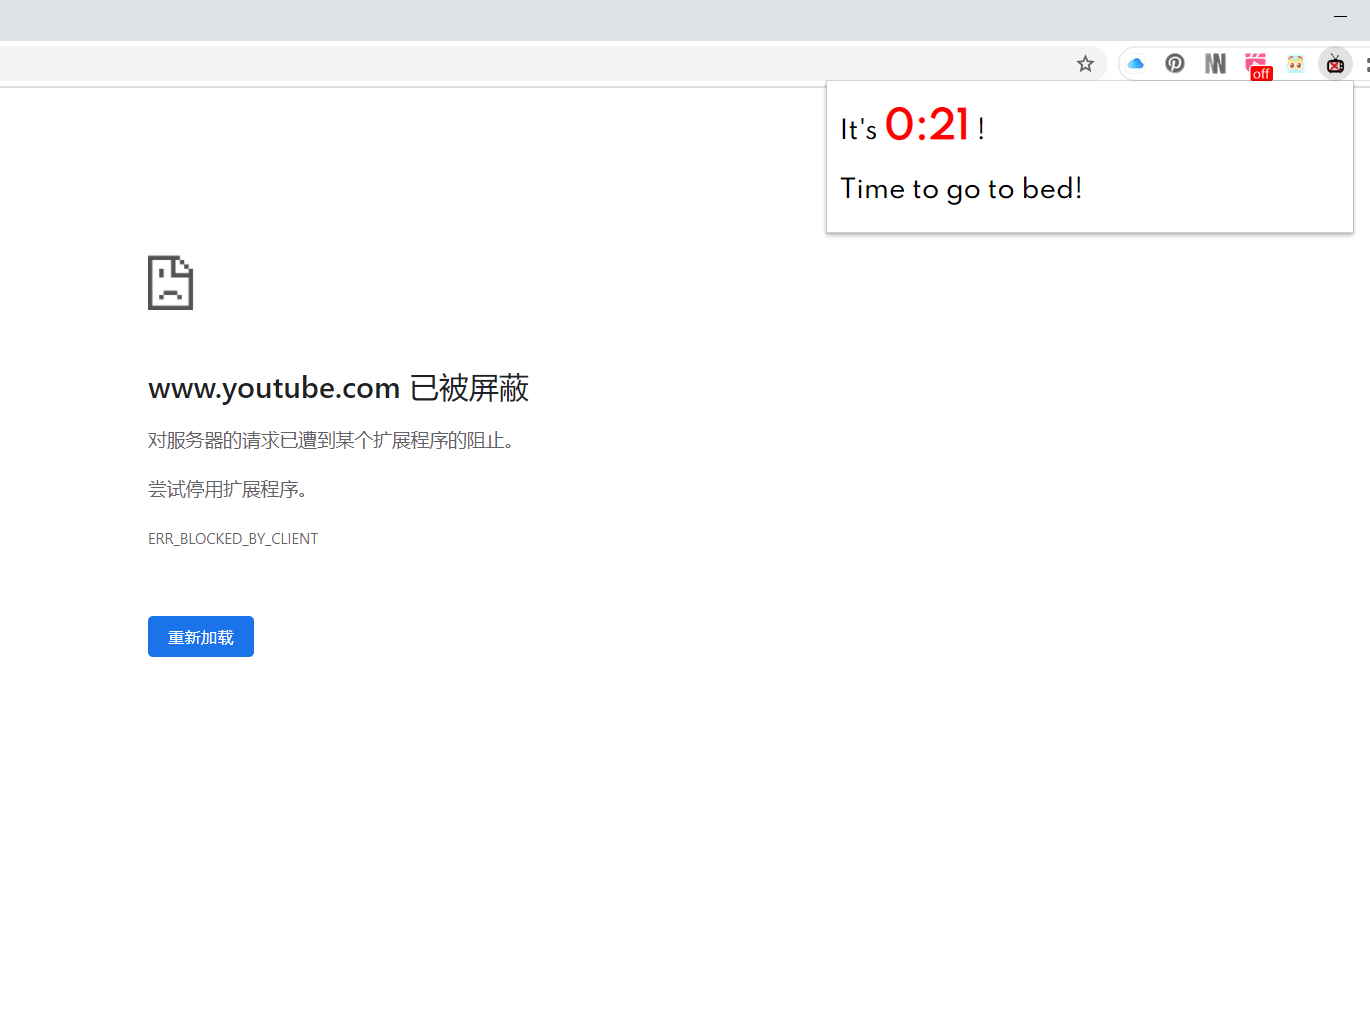 off
It's 0:21 !
Time to go to bed!
www.youtube.com 已被屏蔽
对服务器的请求已遭到某个扩展程序的阻止。
尝试停用扩展程序。
ERR_BLOCKED_BY_CLIENT
重新加载